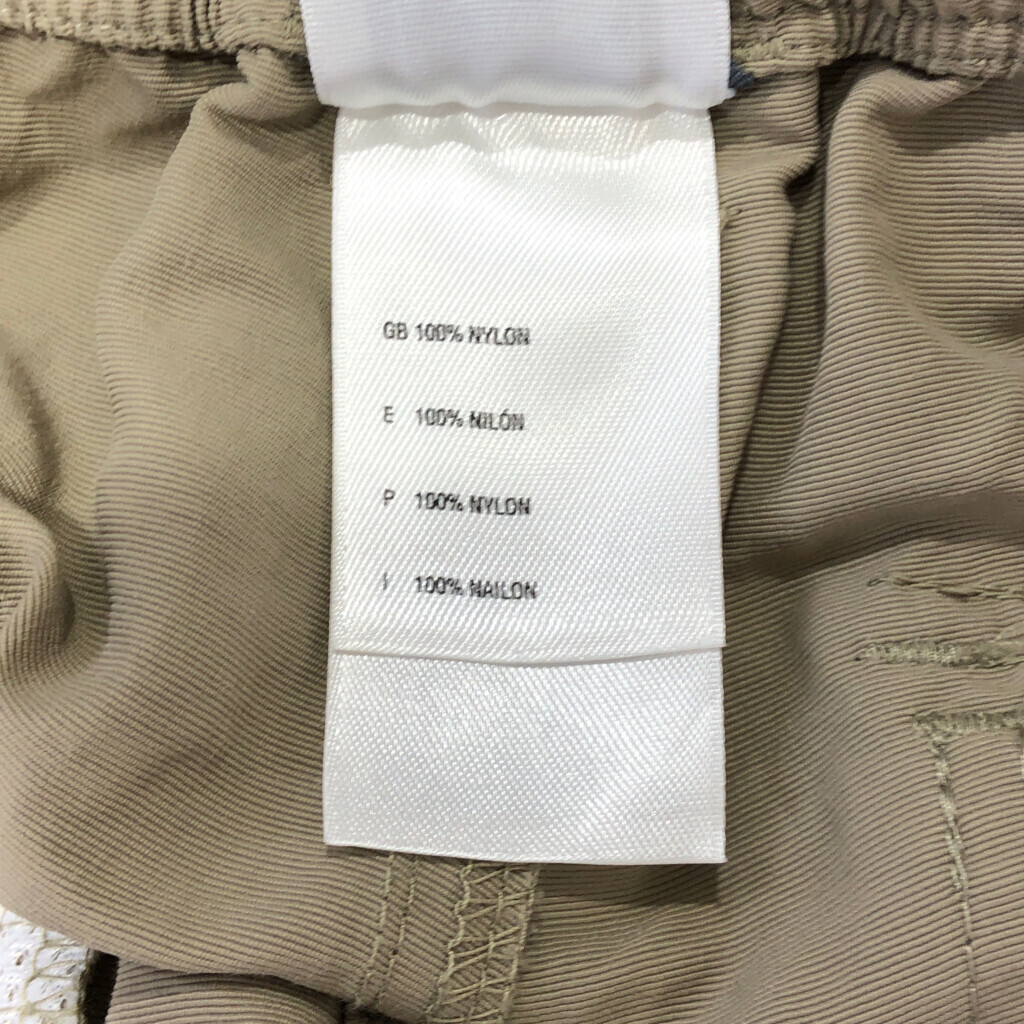 GB 100% NYLON
E 100% NILÓN
P 100% NYLON
I 100% NAILON